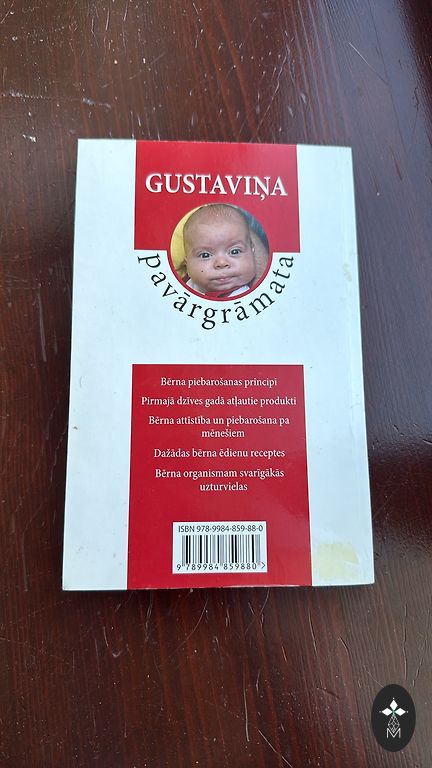 GUSTAVIŅA
pavārgrāmata
Bērna piebarošanas principi
Pirmajā dzīves gadā atļautie produkti
Bērna attīstība un piebarošana pa
mēnešiem
Dažādas bērna ēdienu receptes
Bērna organismam svarīgākās
uzturvielas
ISBN 978-9984-859-88-0
9 789984 859880 >
M